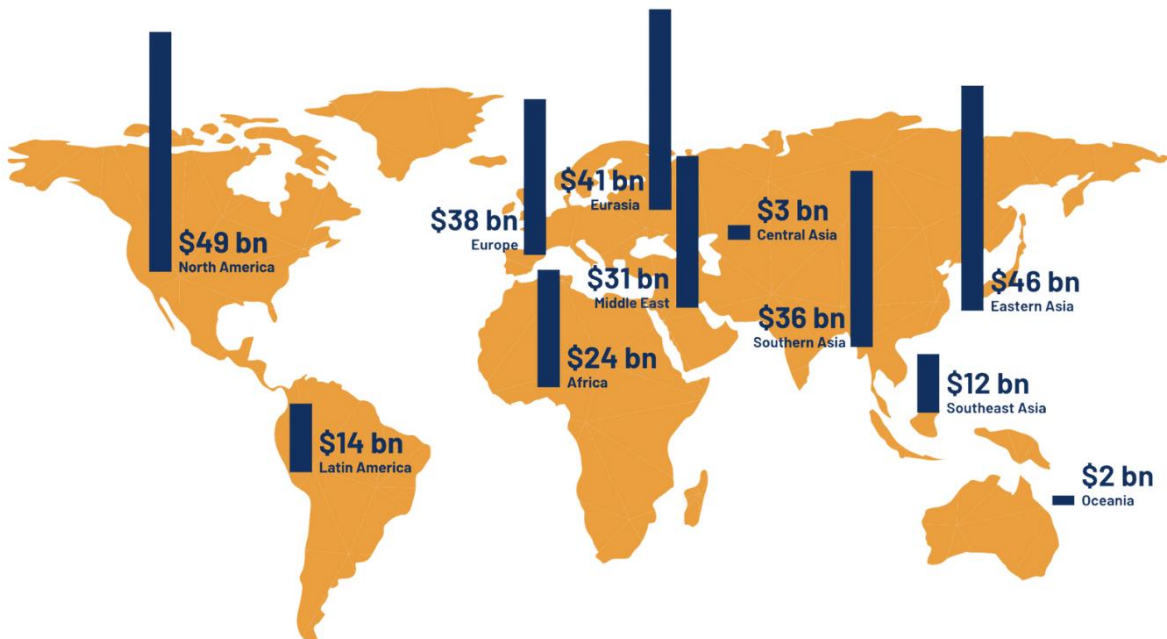 $41 bn
Eurasia
$3 bn
Central Asia
$38 bn
Europe
$49 bn
North America
$31 bn
Middle East
$46 bn
Eastern Asia
$36 bn
Southern Asia
$24 bn
Africa
$12 bn
Southeast Asia
$14 bn
Latin America
$2 bn
Oceania